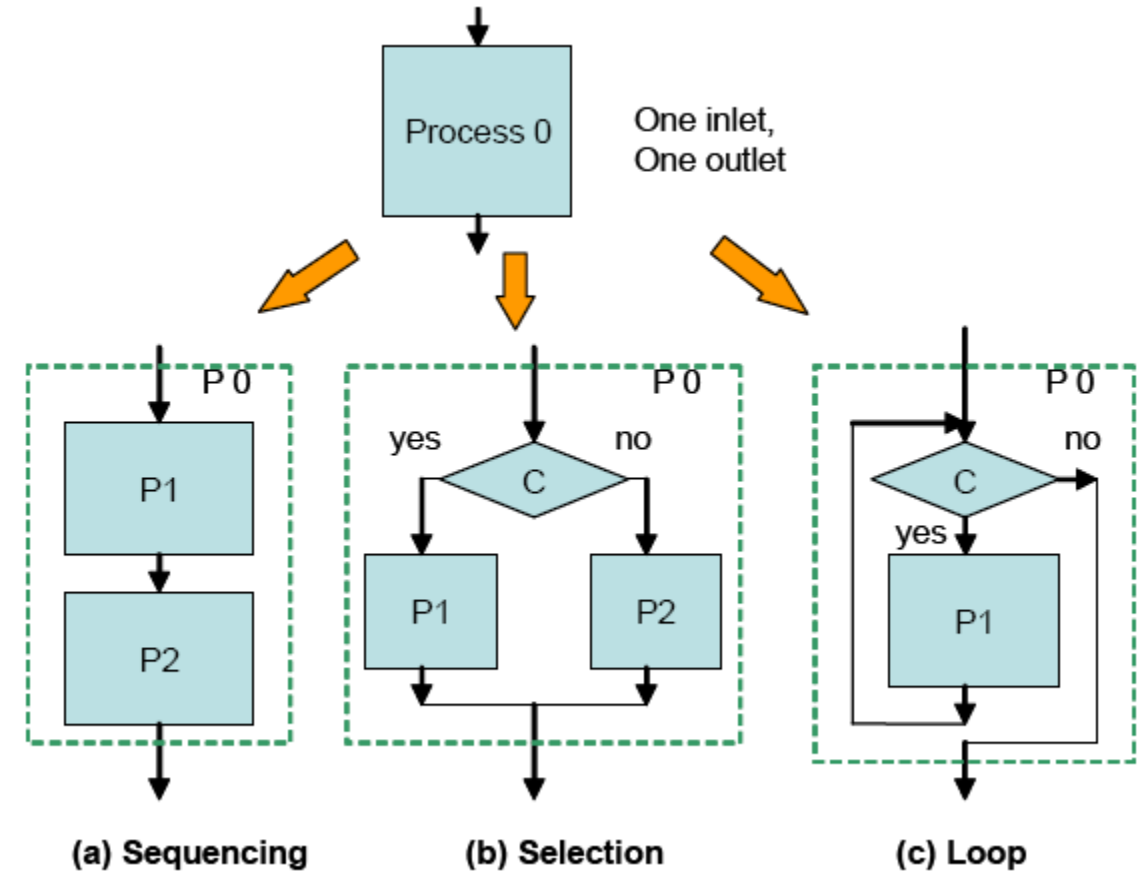 Process 0
One inlet,
One outlet
P 0
P1
P2
(a) Sequencing
P 0
yes
no
C
P1
P2
(b) Selection
P 0
no
C
yes
P1
(c) Loop